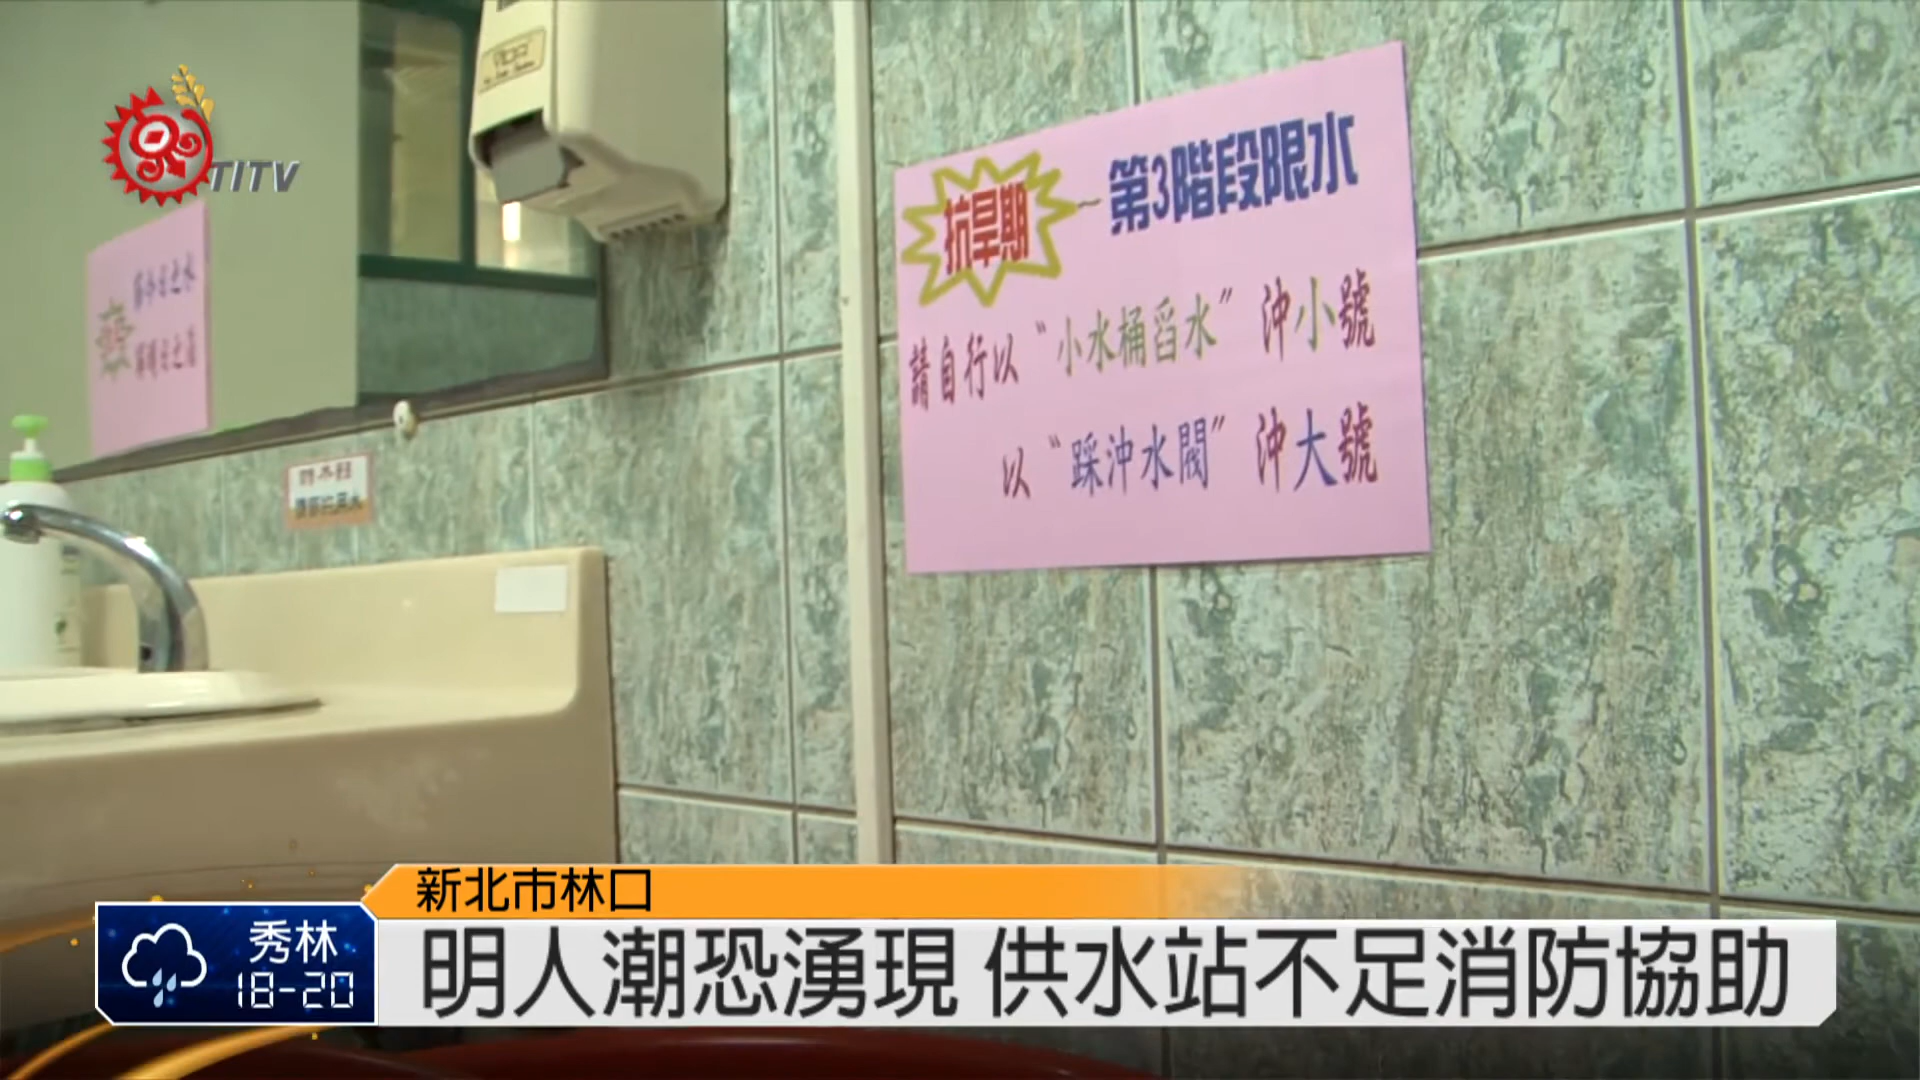 TITV
抗旱期
~第3階段限水
請自行以"小水桶舀水"沖小號
以"踩沖水閥"沖大號
新北市林口
秀林
18-20
明人潮恐湧現 供水站不足消防協助